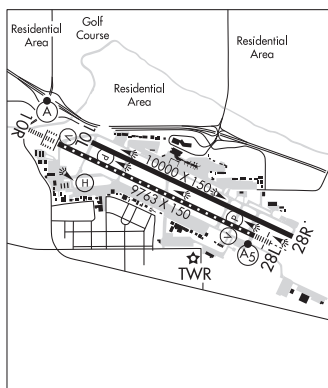 Golf
Course
Residential
Area
Residential
Area
Residential
Area
A
10R
V
10L
P
H
10000 X 150
9763 X 150
P
V
A5
28L
28R
TWR